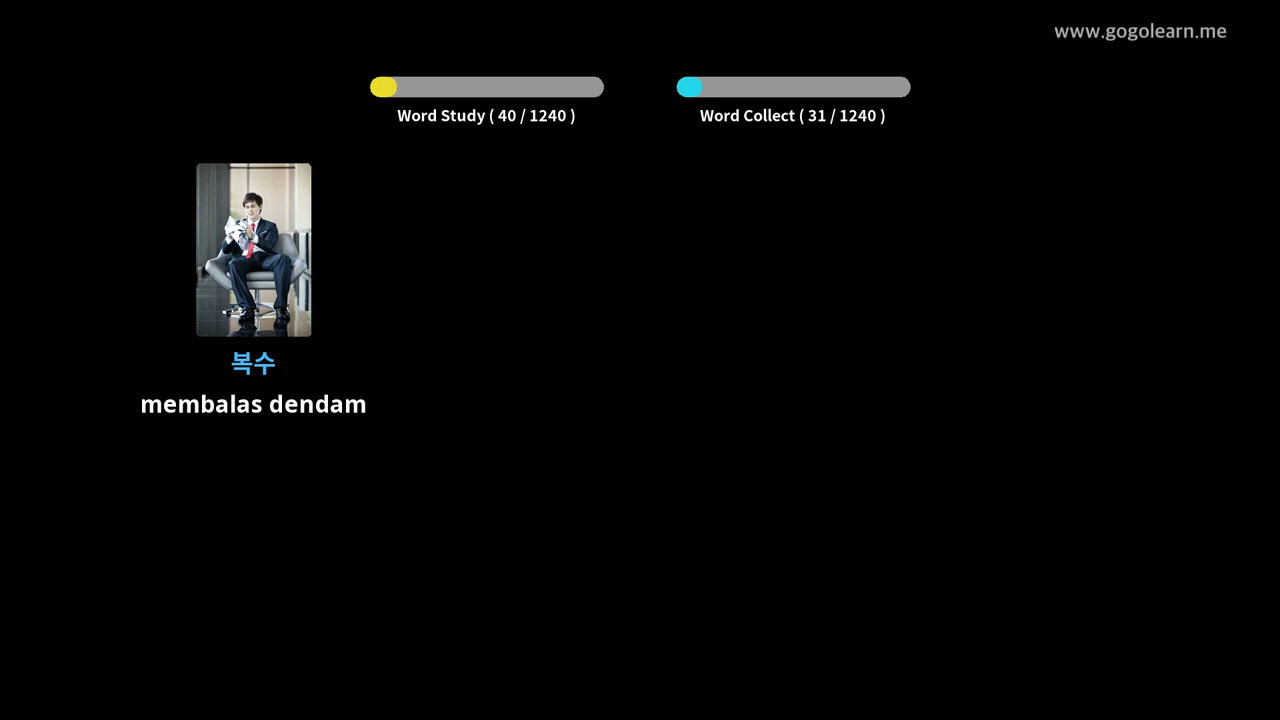 www.gogolearn.me
Word Study ( 40 / 1240 )
Word Collect ( 31 / 1240 )
복수
membalas dendam